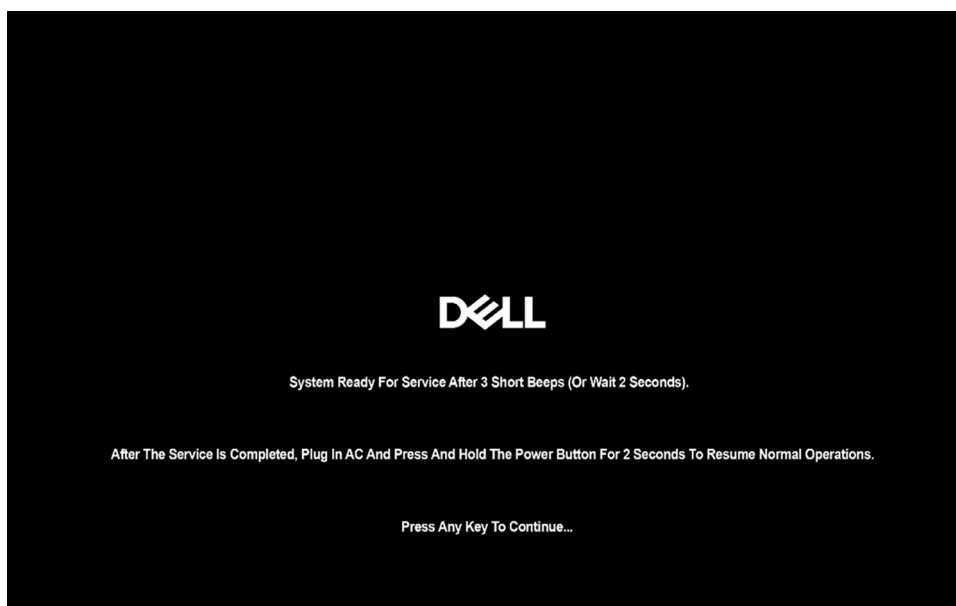 DELL
System Ready For Service After 3 Short Beeps (Or Wait 2 Seconds).
After The Service Is Completed, Plug In AC And Press And Hold The Power Button For 2 Seconds To Resume Normal Operations.
Press Any Key To Continue...